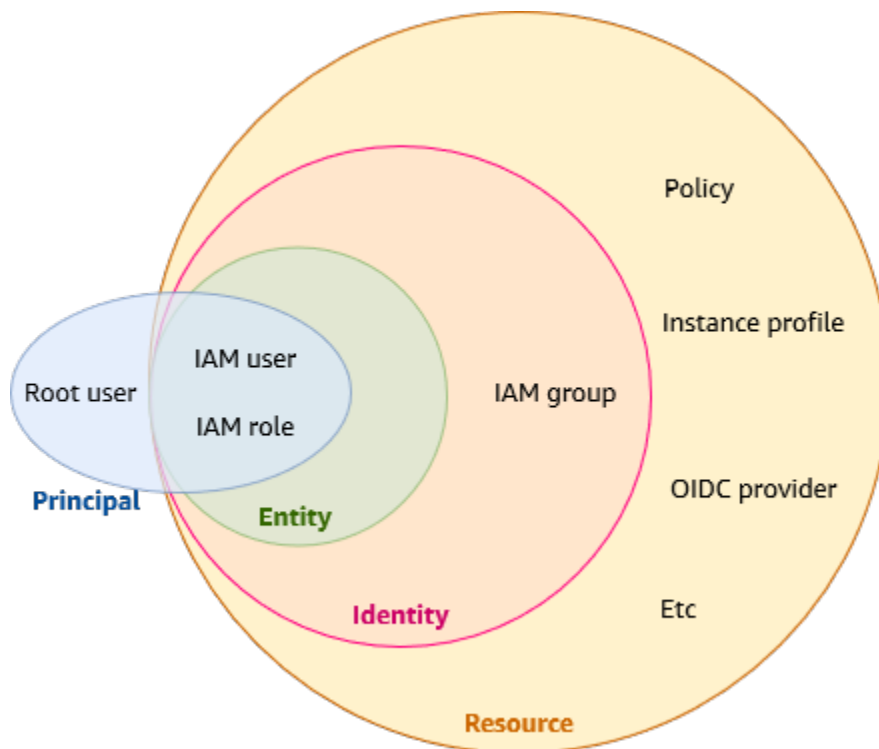 Policy
Instance profile
IAM user
Root user
IAM group
IAM role
OIDC provider
Principal
Entity
Etc
Identity
Resource